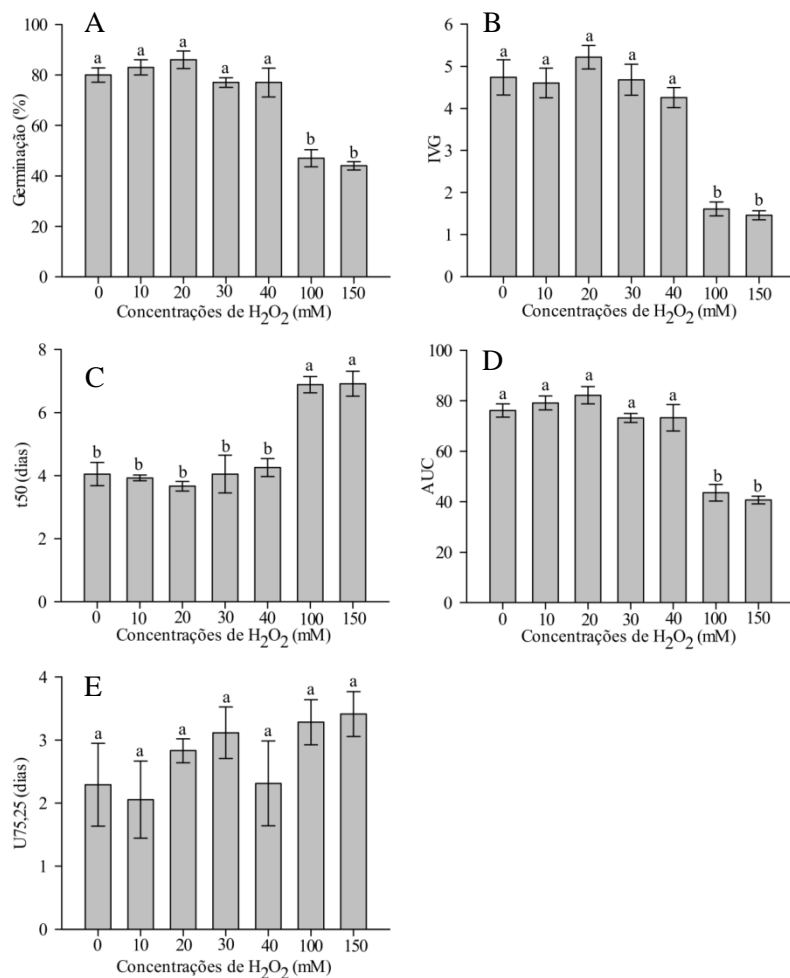 A
Germinação (%)
100
80
60
40
20
0
a a a a a b b
0 10 20 30 40 100 150
Concentrações de H2O2 (mM)
B
IVG
6
5
4
3
2
1
0
a a a a a b b
0 10 20 30 40 100 150
Concentrações de H2O2 (mM)
C
t50 (dias)
8
6
4
2
0
b b b b b a a
0 10 20 30 40 100 150
Concentrações de H2O2 (mM)
D
AUC
100
80
60
40
20
0
a a a a a b b
0 10 20 30 40 100 150
Concentrações de H2O2 (mM)
E
U75,25 (dias)
4
3
2
1
0
a a a a a a a
0 10 20 30 40 100 150
Concentrações de H2O2 (mM)